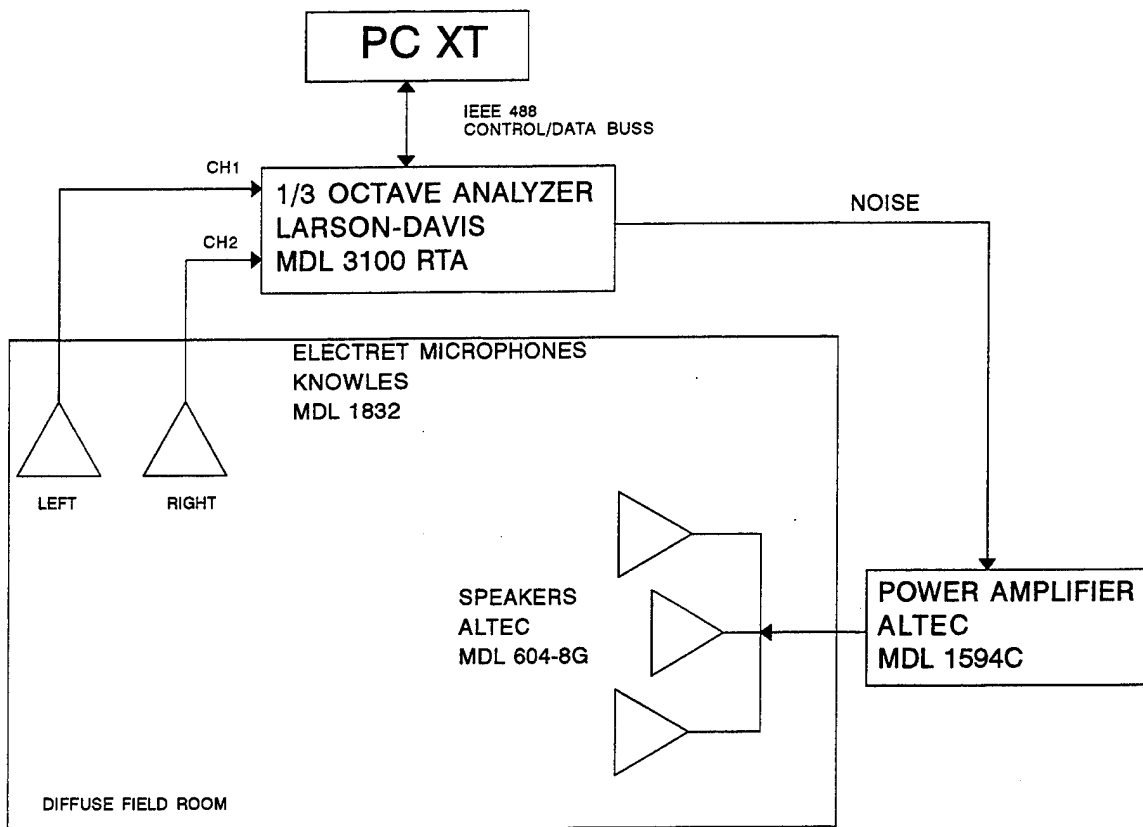 PC XT
IEEE 488
CONTROL/DATA BUSS
CH1
1/3 OCTAVE ANALYZER
LARSON-DAVIS
MDL 3100 RTA
CH2
NOISE
ELECTRET MICROPHONES
KNOWLES
MDL 1832
LEFT
RIGHT
SPEAKERS
ALTEC
MDL 604-8G
POWER AMPLIFIER
ALTEC
MDL 1594C
DIFFUSE FIELD ROOM